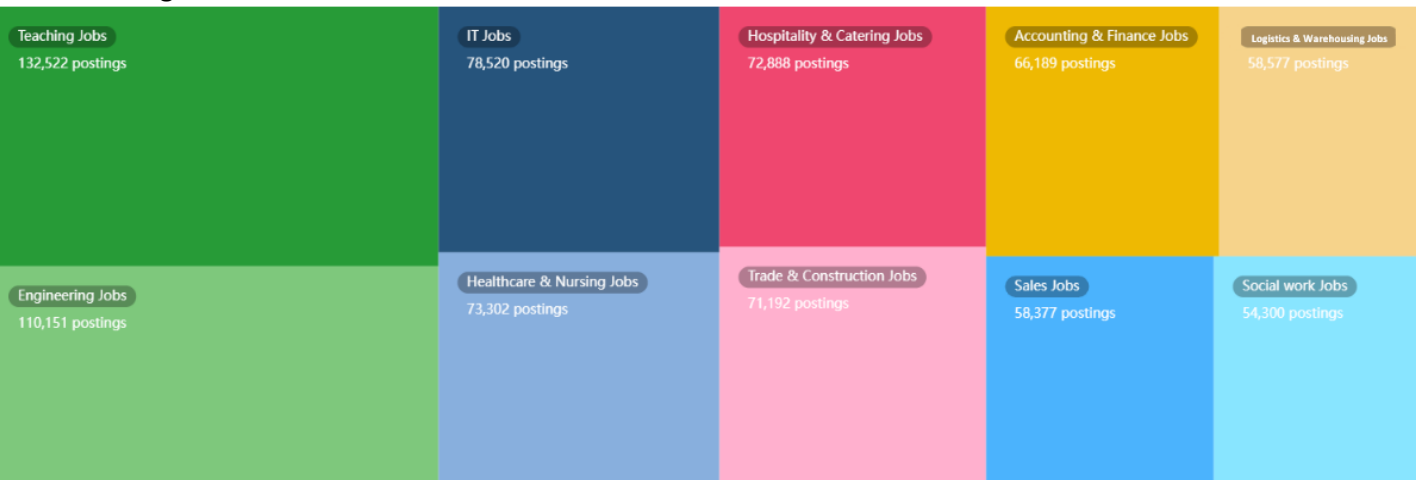 Teaching Jobs
132,522 postings
IT Jobs
78,520 postings
Hospitality & Catering Jobs
72,888 postings
Accounting & Finance Jobs
66,189 postings
Logistics & Warehousing Jobs
58,577 postings
Engineering Jobs
110,151 postings
Healthcare & Nursing Jobs
73,302 postings
Trade & Construction Jobs
71,192 postings
Sales Jobs
58,377 postings
Social work Jobs
54,300 postings